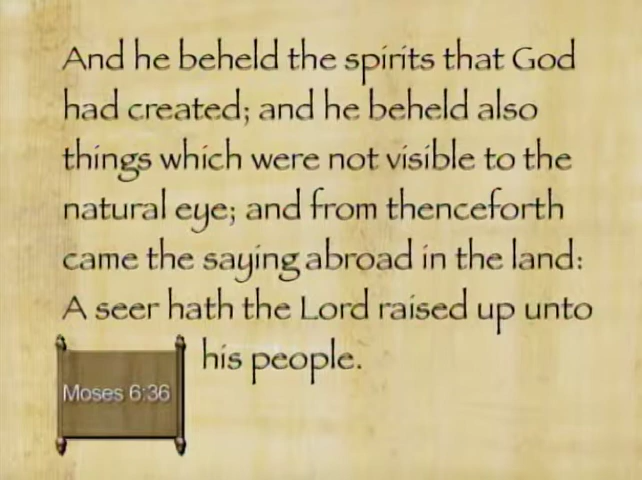 And he beheld the spirits that God
had created; and he beheld also
things which were not visible to the
natural eye; and from thenceforth
came the saying abroad in the land:
A seer hath the Lord raised up unto
his people.
Moses 6:36